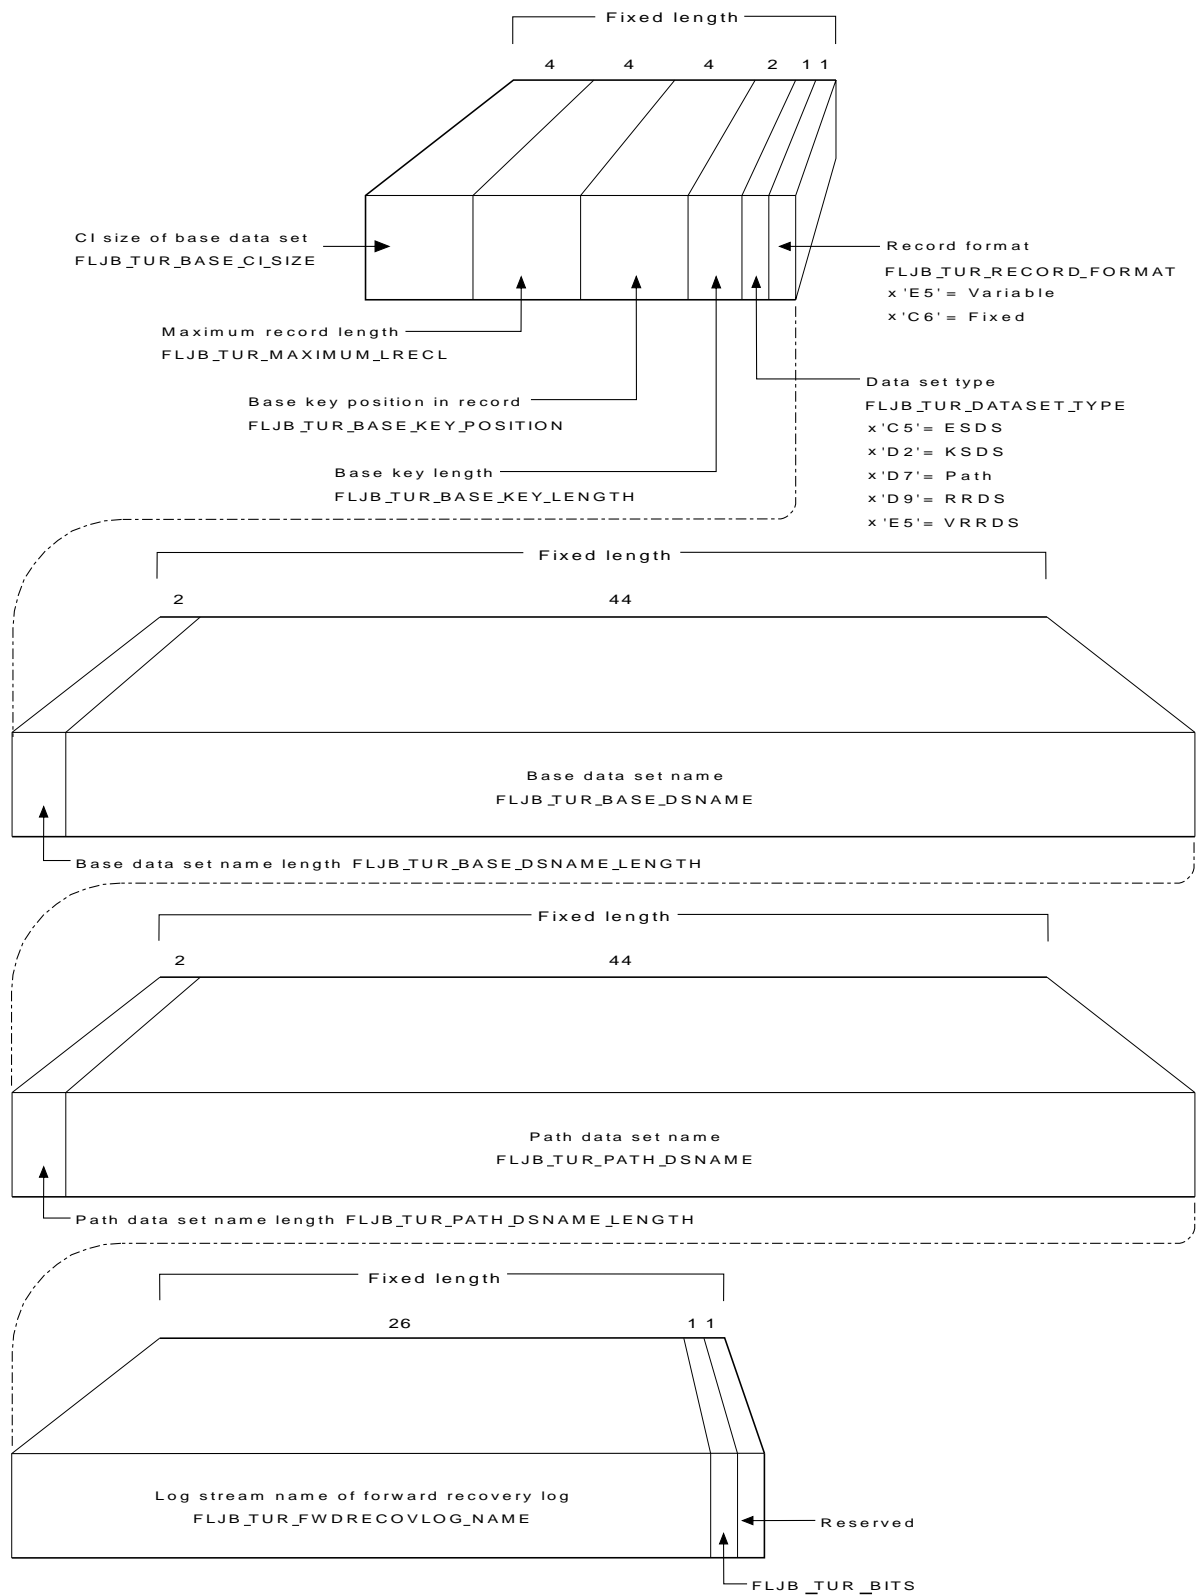 Fixed length
4 4 4 2 1 1
CI size of base data set
FLJB_TUR_BASE_CI_SIZE
Record format
FLJB_TUR_RECORD_FORMAT
x'E5'= Variable
x'C6'= Fixed
Maximum record length
FLJB_TUR_MAXIMUM_LRECL
Data set type
FLJB_TUR_DATASET_TYPE
x'C5'= ESDS
x'D2'= KSDS
x'D7'= Path
x'D9'= RRDS
x'E5'= VRRDS
Base key position in record
FLJB_TUR_BASE_KEY_POSITION
Base key length
FLJB_TUR_BASE_KEY_LENGTH
Fixed length
2 44
Base data set name
FLJB_TUR_BASE_DSNAME
Base data set name length FLJB_TUR_BASE_DSNAME_LENGTH
Fixed length
2 44
Path data set name
FLJB_TUR_PATH_DSNAME
Path data set name length FLJB_TUR_PATH_DSNAME_LENGTH
Fixed length
26 1 1
Log stream name of forward recovery log
FLJB_TUR_FWDRECOVLOG_NAME
Reserved
FLJB_TUR_BITS